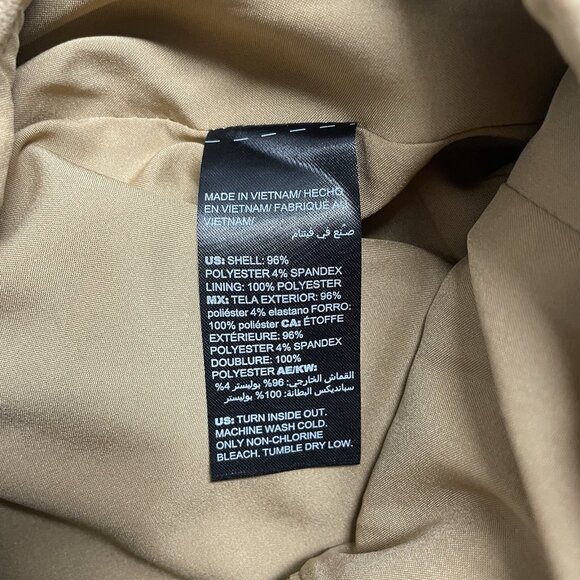 MADE IN VIETNAM/ HECHO
EN VIETNAM/ FABRIQUÉ AU
VIETNAM/
صنع في فيتنام
US: SHELL: 96%
POLYESTER 4% SPANDEX
LINING: 100% POLYESTER
MX: TELA EXTERIOR: 96%
poliéster 4% elastano FORRO:
100% poliéster CA: ÉTOFFE
EXTÉRIEURE: 96%
POLYESTER 4% SPANDEX
DOUBLURE: 100%
POLYESTER AE/KW:
القماش الخارجي: 96% بوليستر 4%
سبانديكس البطانة: 100% بوليستر
US: TURN INSIDE OUT.
MACHINE WASH COLD.
ONLY NON-CHLORINE
BLEACH. TUMBLE DRY LOW.